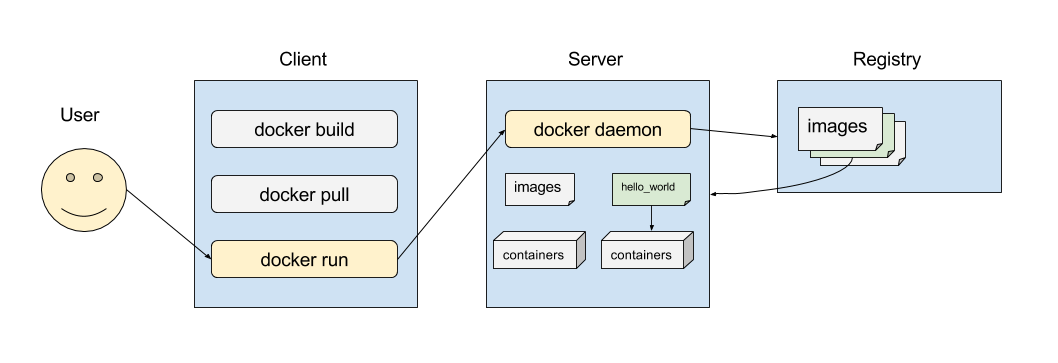 User
Client
docker build
docker pull
docker run
Server
docker daemon
images
hello_world
containers
containers
Registry
images